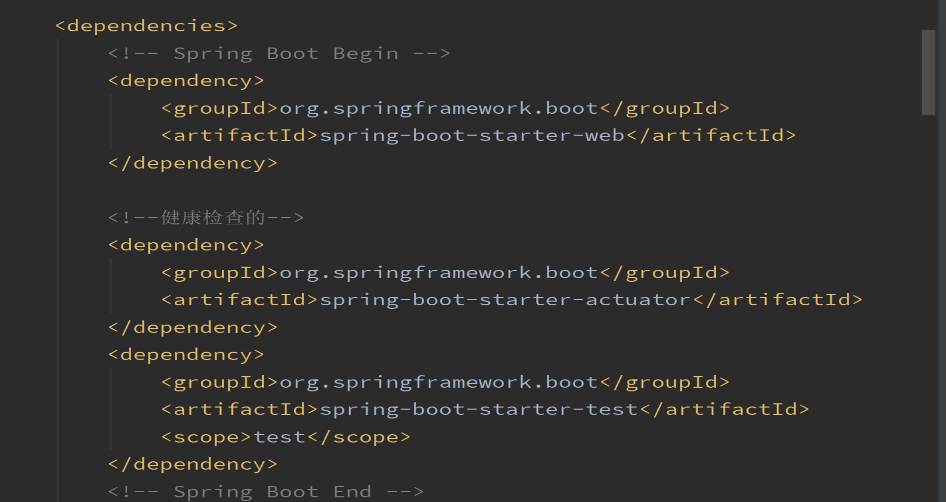 <dependencies>
<!-- Spring Boot Begin -->
<dependency>
<groupId>org.springframework.boot</groupId>
<artifactId>spring-boot-starter-web</artifactId>
</dependency>
<!--健康检查的-->
<dependency>
<groupId>org.springframework.boot</groupId>
<artifactId>spring-boot-starter-actuator</artifactId>
</dependency>
<dependency>
<groupId>org.springframework.boot</groupId>
<artifactId>spring-boot-starter-test</artifactId>
<scope>test</scope>
</dependency>
<!-- Spring Boot End -->